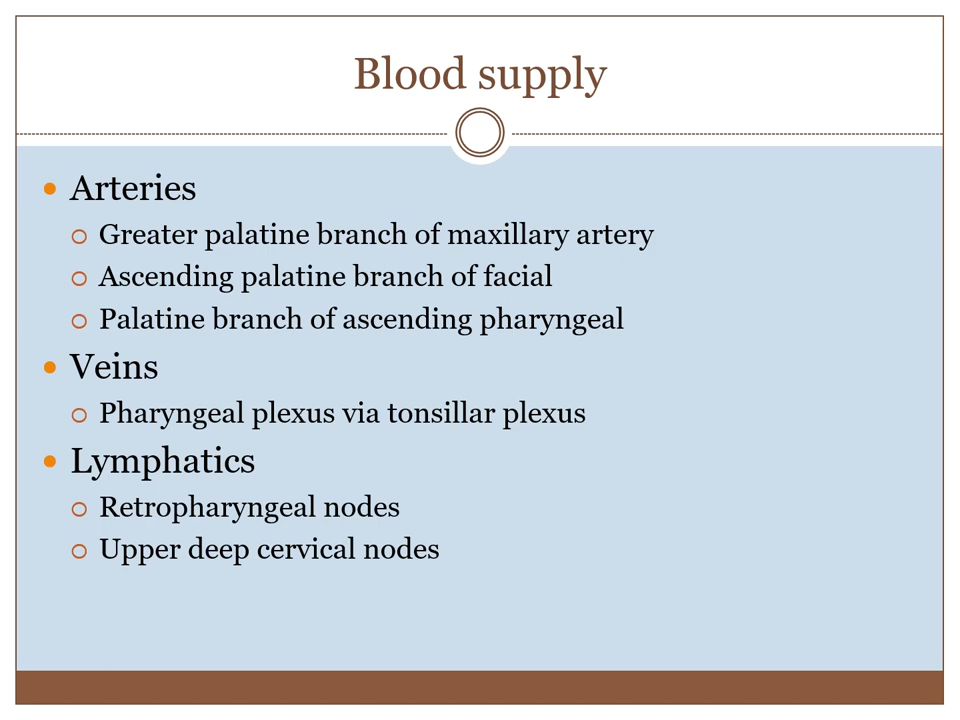 Blood supply
Arteries
Greater palatine branch of maxillary artery
Ascending palatine branch of facial
Palatine branch of ascending pharyngeal
Veins
Pharyngeal plexus via tonsillar plexus
Lymphatics
Retropharyngeal nodes
Upper deep cervical nodes